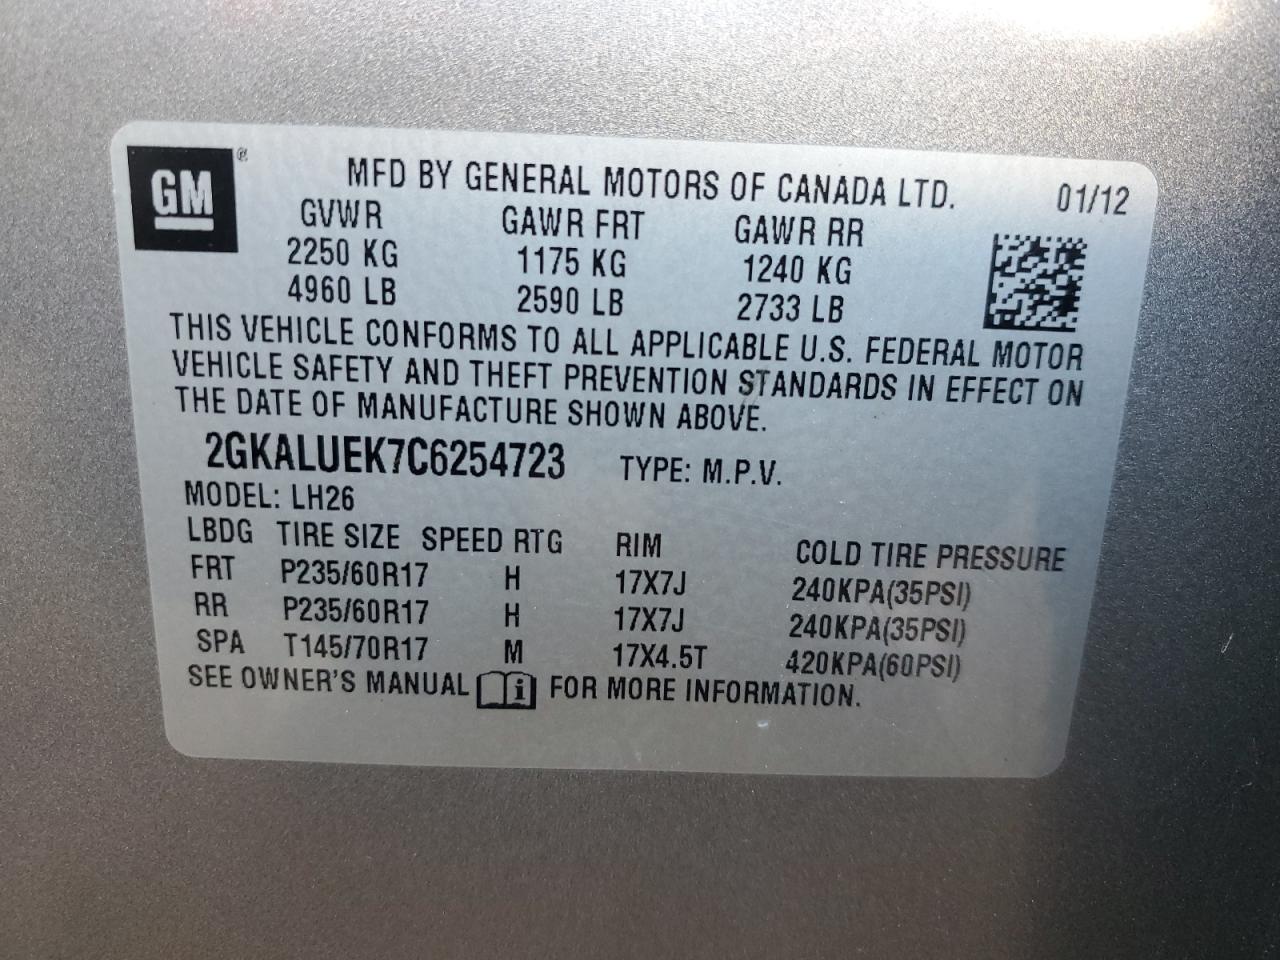 GM ®
MFD BY GENERAL MOTORS OF CANADA LTD. 01/12
GVWR GAWR FRT GAWR RR
2250 KG 1175 KG 1240 KG
4960 LB 2590 LB 2733 LB
THIS VEHICLE CONFORMS TO ALL APPLICABLE U.S. FEDERAL MOTOR
VEHICLE SAFETY AND THEFT PREVENTION STANDARDS IN EFFECT ON
THE DATE OF MANUFACTURE SHOWN ABOVE.
2GKALUEK7C6254723 TYPE: M.P.V.
MODEL: LH26
LBDG TIRE SIZE SPEED RTG RIM COLD TIRE PRESSURE
FRT P235/60R17 H 17X7J 240KPA(35PSI)
RR P235/60R17 H 17X7J 240KPA(35PSI)
SPA T145/70R17 M 17X4.5T 420KPA(60PSI)
SEE OWNER'S MANUAL i FOR MORE INFORMATION.